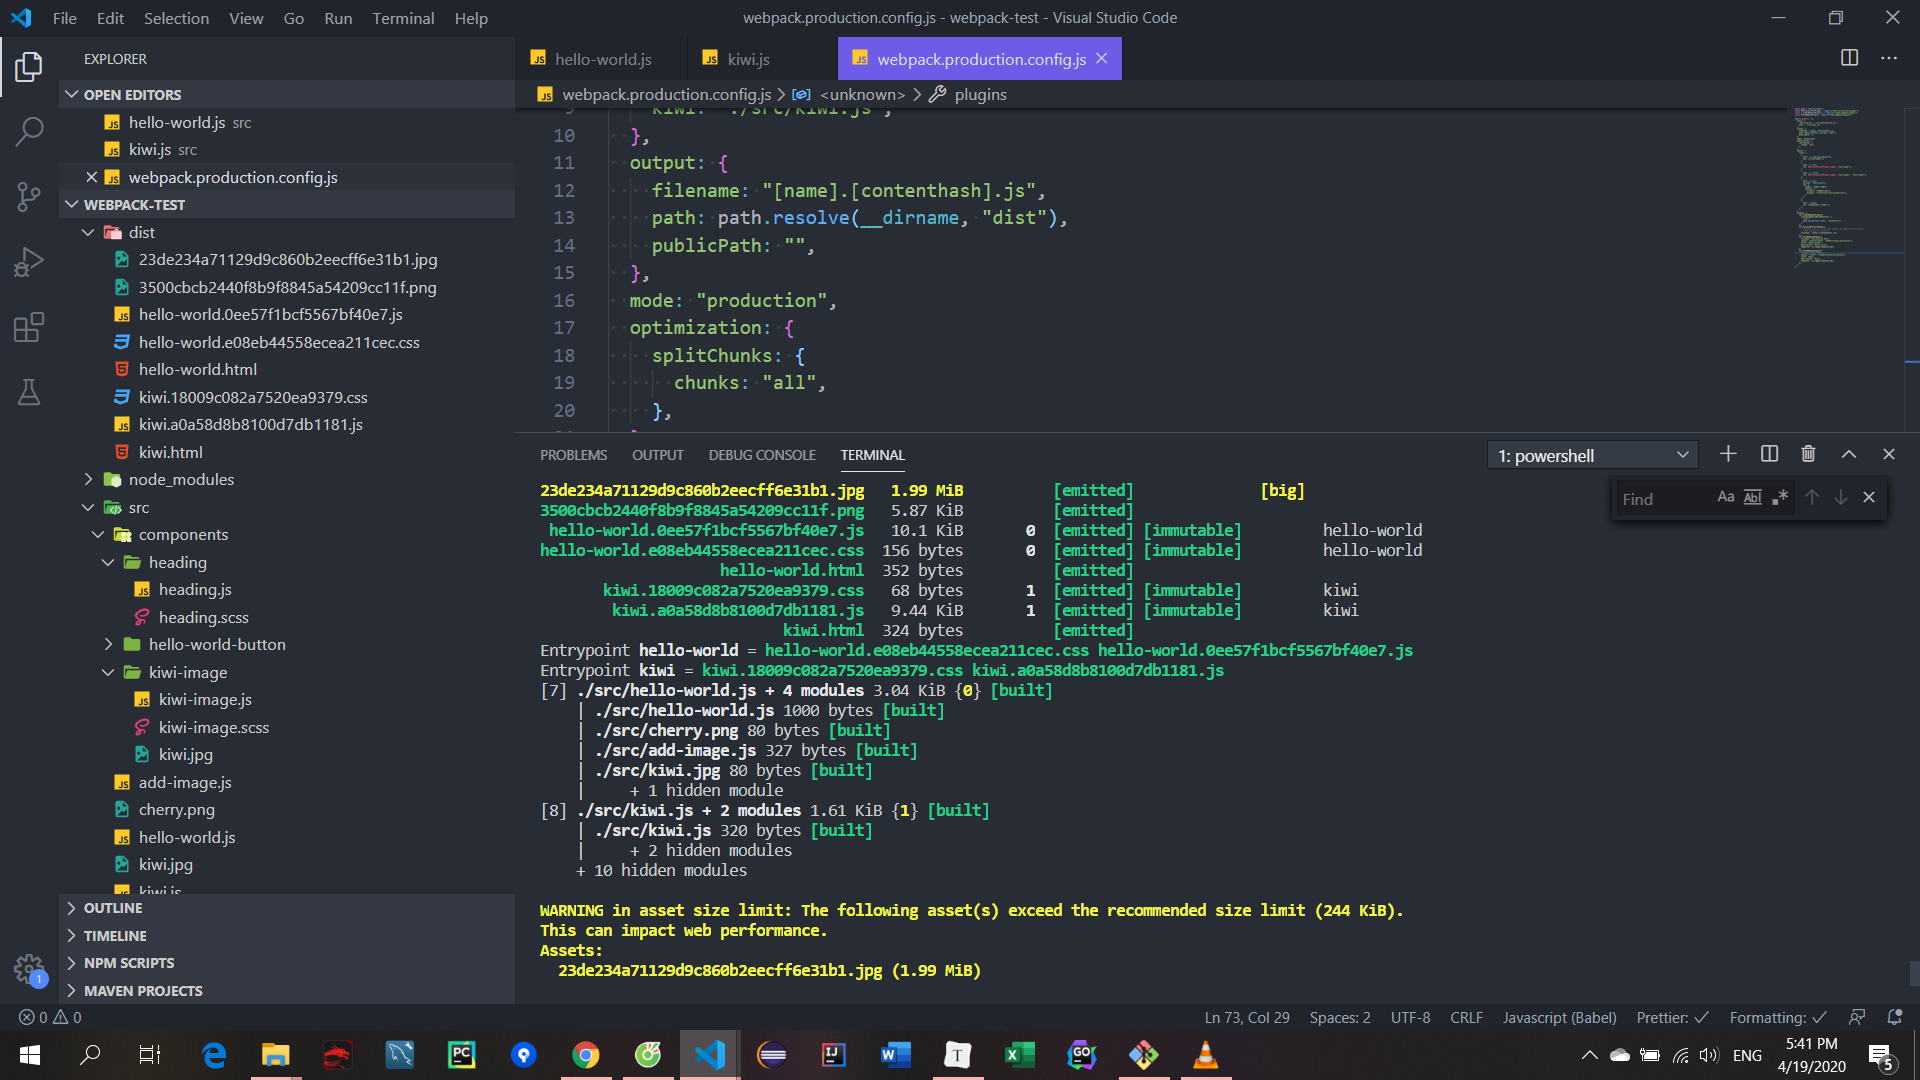 File Edit Selection View Go Run Terminal Help
webpack.production.config.js - webpack-test - Visual Studio Code
EXPLORER
OPEN EDITORS
hello-world.js src
kiwi.js src
webpack.production.config.js
WEBPACK-TEST
dist
23de234a71129d9c860b2eecff6e31b1.jpg
3500cbcb2440f8b9f8845a54209cc11f.png
hello-world.0ee57f1bcf5567bf40e7.js
hello-world.e08eb44558ecea211cec.css
hello-world.html
kiwi.18009c082a7520ea9379.css
kiwi.a0a58d8b8100d7db1181.js
kiwi.html
node_modules
src
components
heading
heading.js
heading.scss
hello-world-button
kiwi-image
kiwi-image.js
kiwi-image.scss
kiwi.jpg
add-image.js
cherry.png
hello-world.js
kiwi.jpg
kiwi.js
OUTLINE
TIMELINE
NPM SCRIPTS
MAVEN PROJECTS
hello-world.js kiwi.js webpack.production.config.js
webpack.production.config.js > <unknown> > plugins
9 kiwi: "./src/kiwi.js",
10 },
11 output: {
12 filename: "[name].[contenthash].js",
13 path: path.resolve(__dirname, "dist"),
14 publicPath: "",
15 },
16 mode: "production",
17 optimization: {
18 splitChunks: {
19 chunks: "all",
20 },
PROBLEMS OUTPUT DEBUG CONSOLE TERMINAL
1: powershell
Find Aa Abl
23de234a71129d9c860b2eecff6e31b1.jpg 1.99 MiB [emitted] [big]
3500cbcb2440f8b9f8845a54209cc11f.png 5.87 KiB [emitted]
hello-world.0ee57f1bcf5567bf40e7.js 10.1 KiB 0 [emitted] [immutable] hello-world
hello-world.e08eb44558ecea211cec.css 156 bytes 0 [emitted] [immutable] hello-world
hello-world.html 352 bytes [emitted]
kiwi.18009c082a7520ea9379.css 68 bytes 1 [emitted] [immutable] kiwi
kiwi.a0a58d8b8100d7db1181.js 9.44 KiB 1 [emitted] [immutable] kiwi
kiwi.html 324 bytes [emitted]
Entrypoint hello-world = hello-world.e08eb44558ecea211cec.css hello-world.0ee57f1bcf5567bf40e7.js
Entrypoint kiwi = kiwi.18009c082a7520ea9379.css kiwi.a0a58d8b8100d7db1181.js
[7] ./src/hello-world.js + 4 modules 3.04 KiB {0} [built]
| ./src/hello-world.js 1000 bytes [built]
| ./src/cherry.png 80 bytes [built]
| ./src/add-image.js 327 bytes [built]
| ./src/kiwi.jpg 80 bytes [built]
| + 1 hidden module
[8] ./src/kiwi.js + 2 modules 1.61 KiB {1} [built]
| ./src/kiwi.js 320 bytes [built]
| + 2 hidden modules
+ 10 hidden modules
WARNING in asset size limit: The following asset(s) exceed the recommended size limit (244 KiB).
This can impact web performance.
Assets:
23de234a71129d9c860b2eecff6e31b1.jpg (1.99 MiB)
1
0 0
Ln 73, Col 29 Spaces: 2 UTF-8 CRLF Javascript (Babel) Prettier: ✓ Formatting: ✓
ENG
5:41 PM
4/19/2020
5